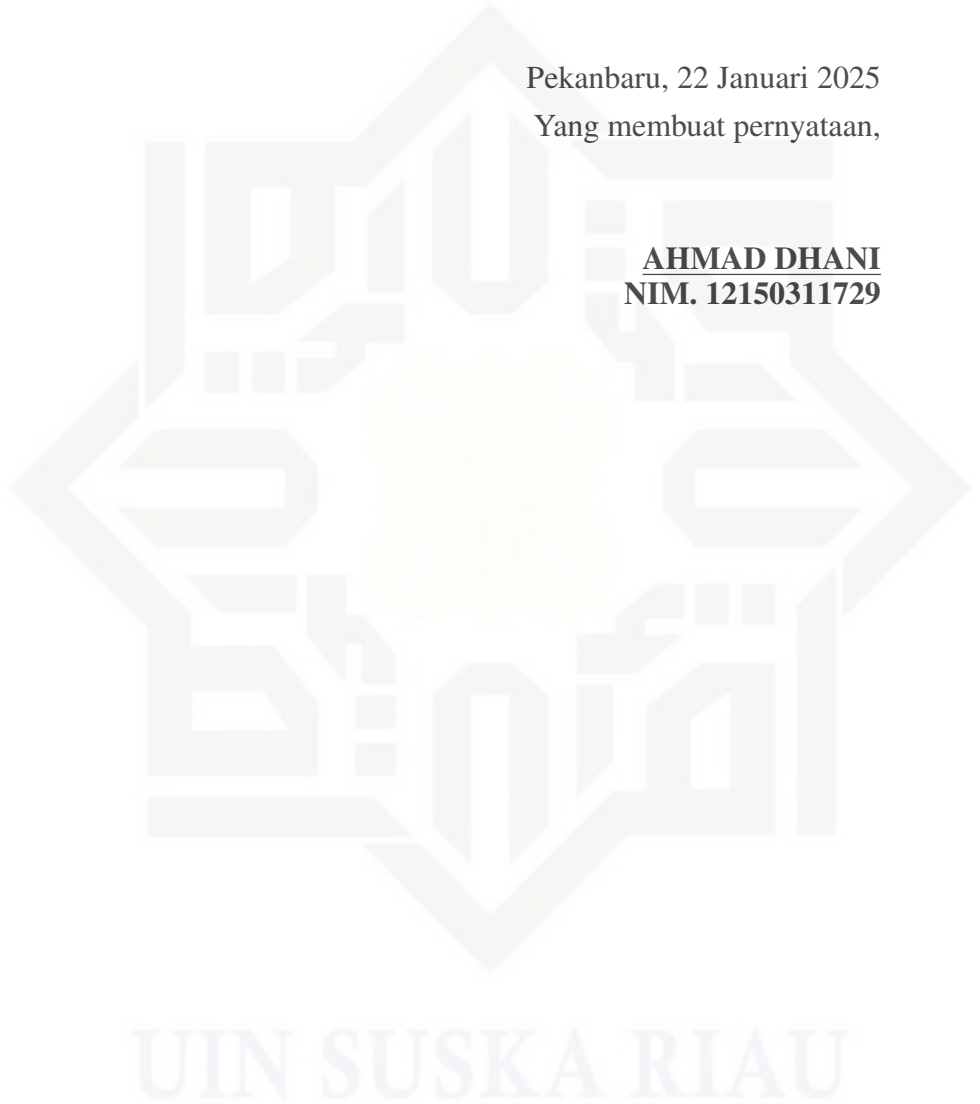 Pekanbaru, 22 Januari 2025
Yang membuat pernyataan,
AHMAD DHANI
NIM. 12150311729
UIN SUSKA RIAU